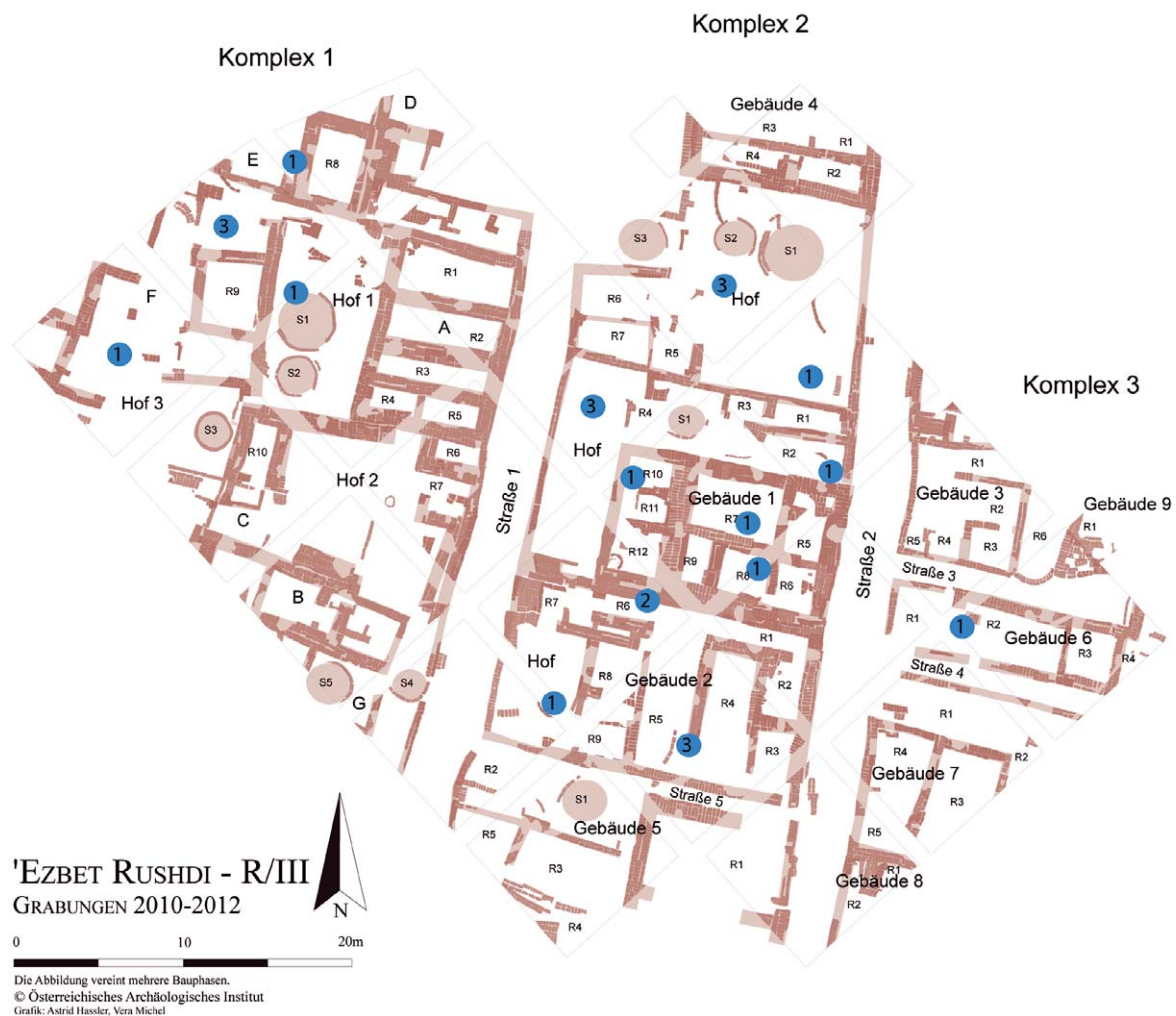 Komplex 1
Komplex 2
Komplex 3
D
E
1
R8
3
F
R9
1
Hof 1
S1
R1
A
R2
1
S2
R3
Hof 3
R4
R5
S3
R10
R6
Hof 2
R7
C
B
S5
S4
G
Straße 1
Gebäude 4
R3
R1
R4
R2
S3
S2
S1
3
Hof
R6
R7
R5
1
3
R4
S1
R3
R1
Hof
R2
1
1
R10
Gebäude 1
R11
R7
1
R5
R12
R9
R8
1
R6
Straße 2
R7
R6
2
R1
Hof
R8
Gebäude 2
R2
R4
1
R5
R9
3
R3
R2
Straße 5
S1
Gebäude 5
R5
R3
R1
R4
R1
Gebäude 3
R2
Gebäude 9
R1
R5
R4
R3
R6
Straße 3
R1
1
R2
Gebäude 6
R3
R4
Straße 4
R1
R4
R2
Gebäude 7
R3
R5
R1
Gebäude 8
R2
'EZBET RUSHDI - R/III
GRABUNGEN 2010-2012
N
0 10 20m
Die Abbildung vereint mehrere Bauphasen.
© Österreichisches Archäologisches Institut
Grafik: Astrid Hassler, Vera Michel